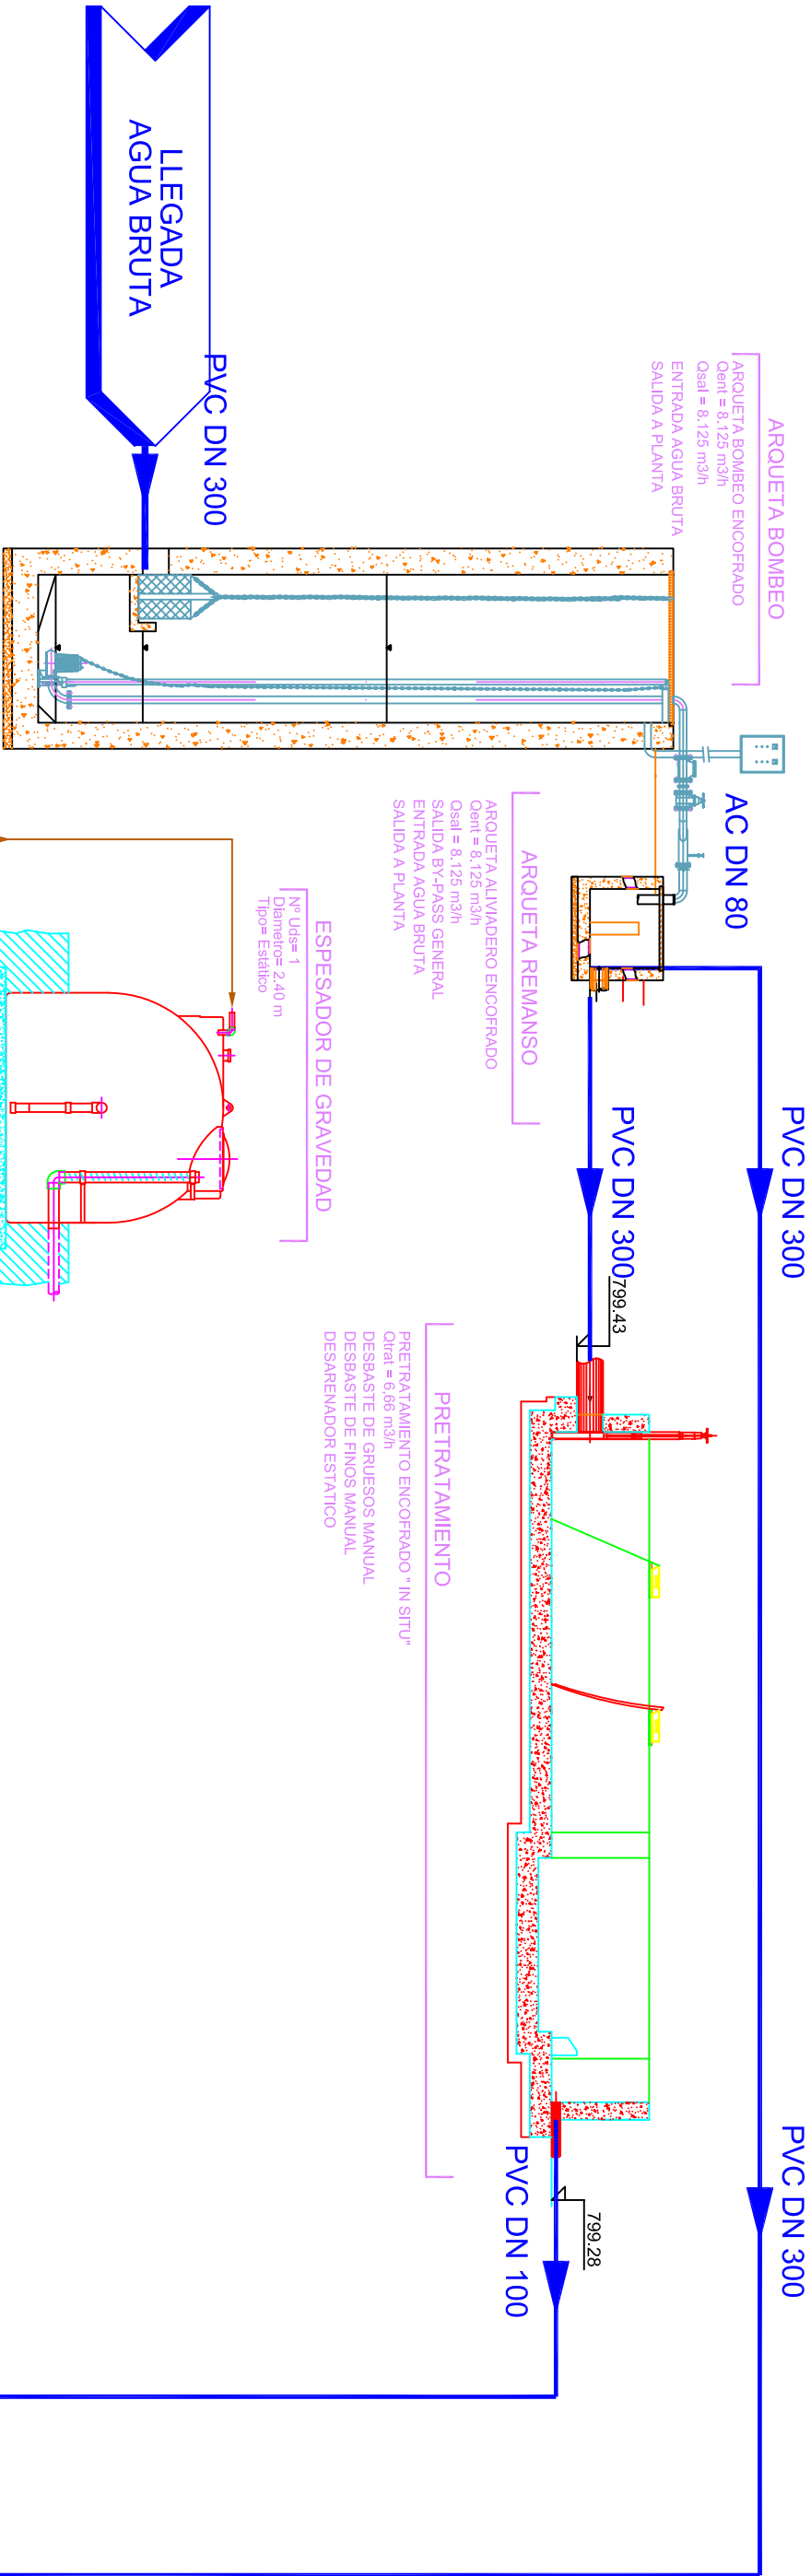 LLEGADA
AGUA BRUTA
PVC DN 300
ARQUETA BOMBEO
ARQUETA BOMBEO ENCOFRADO
Qent = 8.125 m3/h
Qsal = 8.125 m3/h
ENTRADA AGUA BRUTA
SALIDA A PLANTA
AC DN 80
ARQUETA REMANSO
ARQUETA ALIVIADERO ENCOFRADO
Qent = 8.125 m3/h
Qsal = 8.125 m3/h
SALIDA BY-PASS GENERAL
ENTRADA AGUA BRUTA
SALIDA A PLANTA
ESPESADOR DE GRAVEDAD
Nº Uds= 1
Diametro= 2.40 m
Tipo= Estático
PVC DN 300
PVC DN 300
799.43
PRETRATAMIENTO
PRETRATAMIENTO ENCOFRADO " IN SITU"
Qtrat = 6,66 m3/h
DESBASTE DE GRUESOS MANUAL
DESBASTE DE FINOS MANUAL
DESARENADOR ESTATICO
PVC DN 300
799.28
PVC DN 100